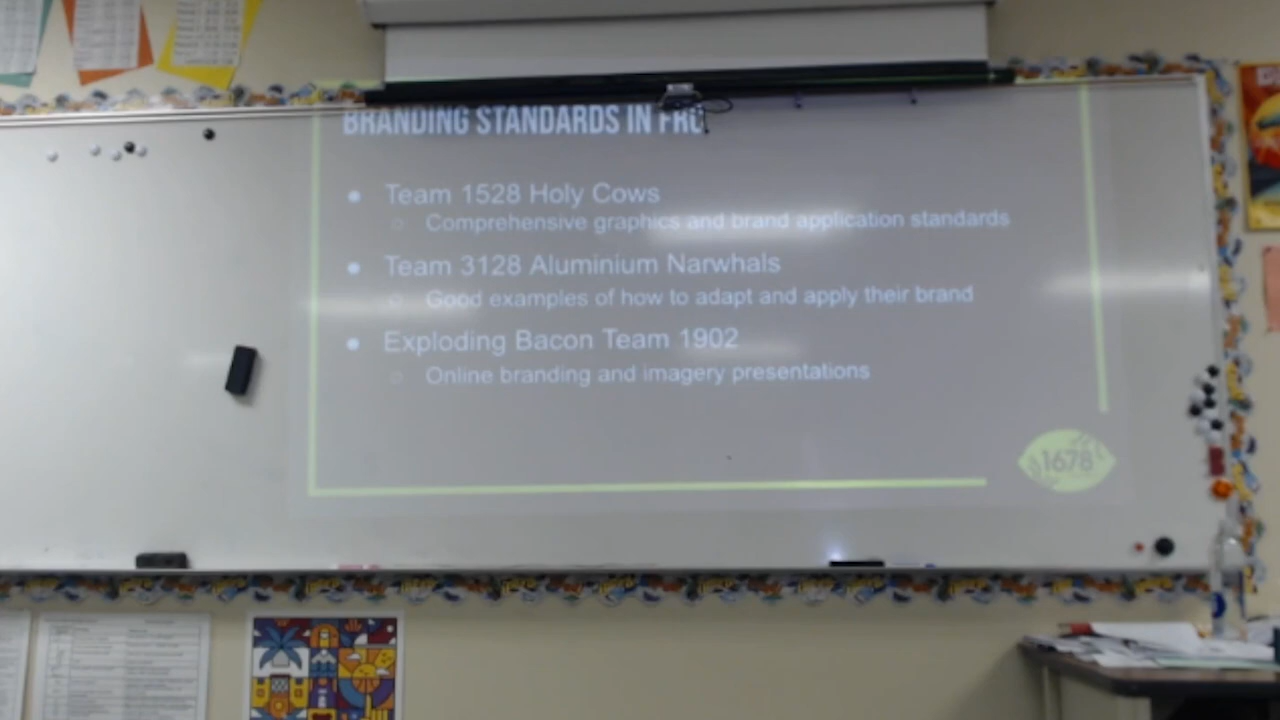 BRANDING STANDARDS IN FRC
Team 1528 Holy Cows
Comprehensive graphics and brand application standards
Team 3128 Aluminium Narwhals
Good examples of how to adapt and apply their brand
Exploding Bacon Team 1902
Online branding and imagery presentations
1678